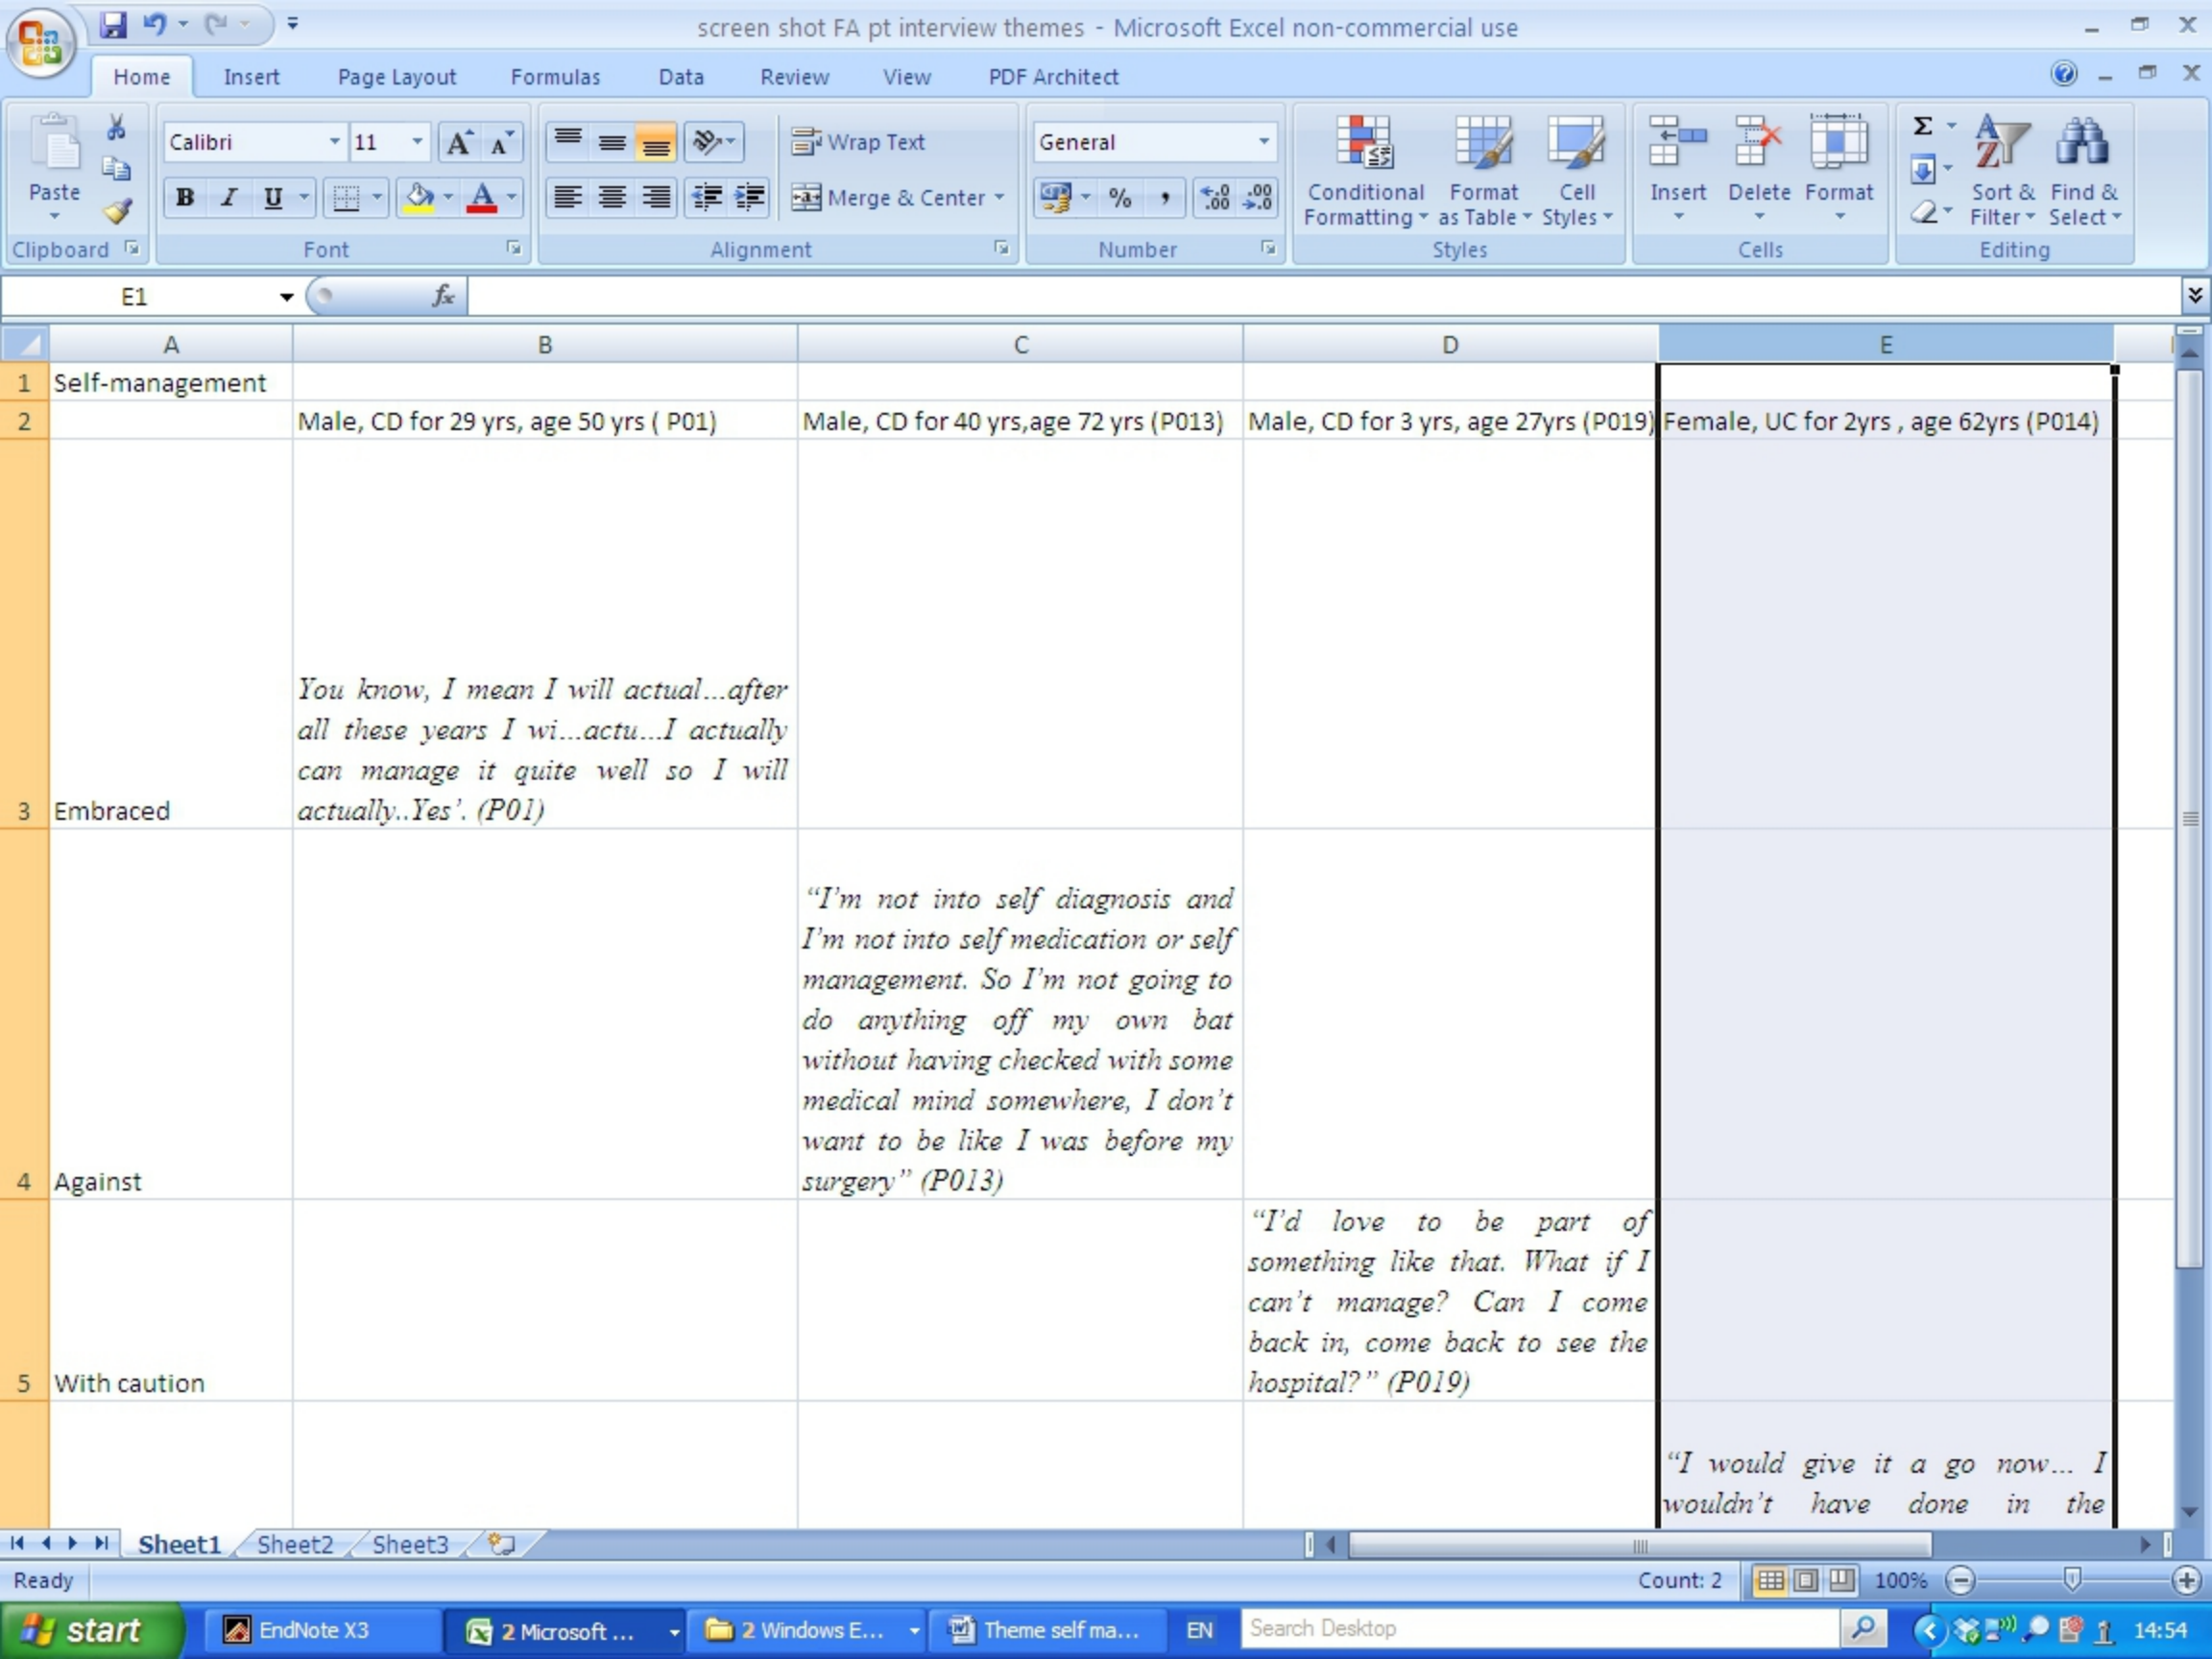 screen shot FA pt interview themes - Microsoft Excel non-commercial use
Home Insert Page Layout Formulas Data Review View PDF Architect
Calibri 11 Wrap Text General
Paste B I U Merge & Center % , Conditional Formatting Format as Table Cell Styles Insert Delete Format Σ Sort & Filter Find & Select
Clipboard Font Alignment Number Styles Cells Editing
E1 fx
A B C D E
1 Self-management
2 Male, CD for 29 yrs, age 50 yrs ( P01) Male, CD for 40 yrs,age 72 yrs (P013) Male, CD for 3 yrs, age 27yrs (P019) Female, UC for 2yrs , age 62yrs (P014)
You know, I mean I will actual...after
all these years I wi...actu...I actually
can manage it quite well so I will
actually..Yes’. (P01)
3 Embraced
“I’m not into self diagnosis and
I’m not into self medication or self
management. So I’m not going to
do anything off my own bat
without having checked with some
medical mind somewhere, I don’t
want to be like I was before my
surgery” (P013)
4 Against
“I’d love to be part of
something like that. What if I
can’t manage? Can I come
back in, come back to see the
hospital?” (P019)
5 With caution
“I would give it a go now... I
wouldn’t have done in the
Sheet1 Sheet2 Sheet3
Ready Count: 2 100%
start EndNote X3 2 Microsoft ... 2 Windows E... Theme self ma... EN Search Desktop 14:54